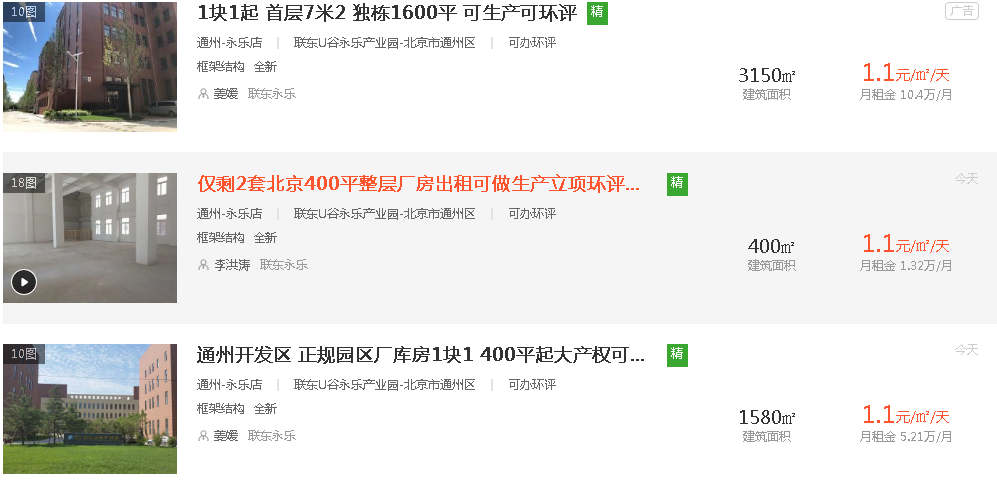 10图
1块1起 首层7米2 独栋1600平 可生产可环评 精
广告
通州-永乐店 | 联东U谷永乐产业园-北京市通州区 | 可办环评
框架结构 全新
3150㎡ 1.1元/㎡/天
姜媛 联东永乐
建筑面积 月租金 10.4万/月
18图
仅剩2套北京400平整层厂房出租可做生产立项环评... 精
今天
通州-永乐店 | 联东U谷永乐产业园-北京市通州区 | 可办环评
框架结构 全新
400㎡ 1.1元/㎡/天
李洪涛 联东永乐
建筑面积 月租金 1.32万/月
10图
通州开发区 正规园区厂库房1块1 400平起大产权可... 精
今天
通州-永乐店 | 联东U谷永乐产业园-北京市通州区 | 可办环评
框架结构 全新
1580㎡ 1.1元/㎡/天
姜媛 联东永乐
建筑面积 月租金 5.21万/月